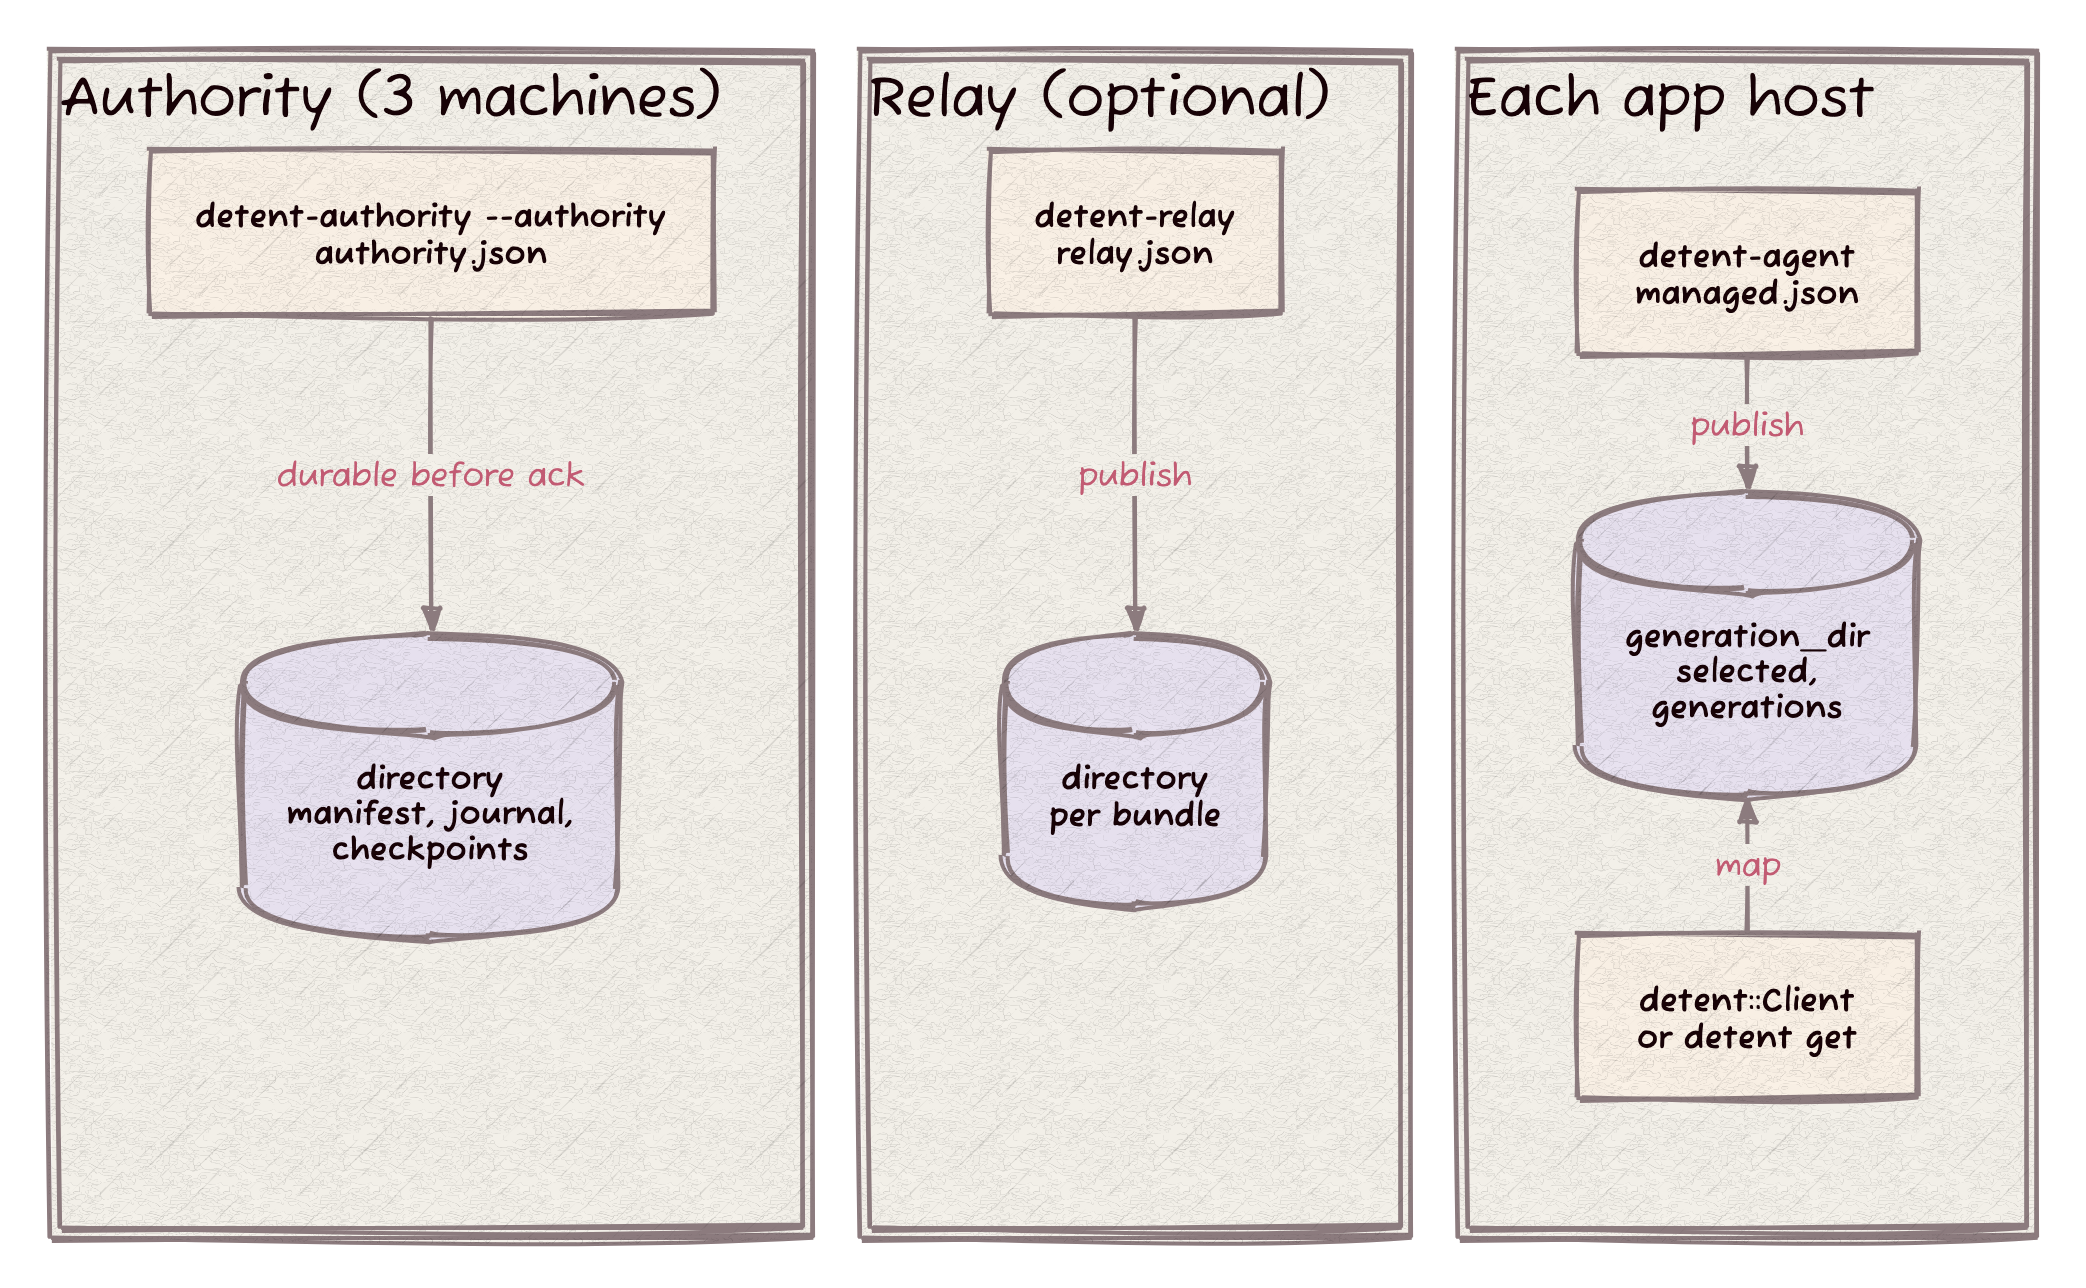 Authority (3 machines)
detent-authority --authority
authority.json
durable before ack
directory
manifest, journal,
checkpoints
Relay (optional)
detent-relay
relay.json
publish
directory
per bundle
Each app host
detent-agent
managed.json
publish
generation_dir
selected,
generations
map
detent::Client
or detent get